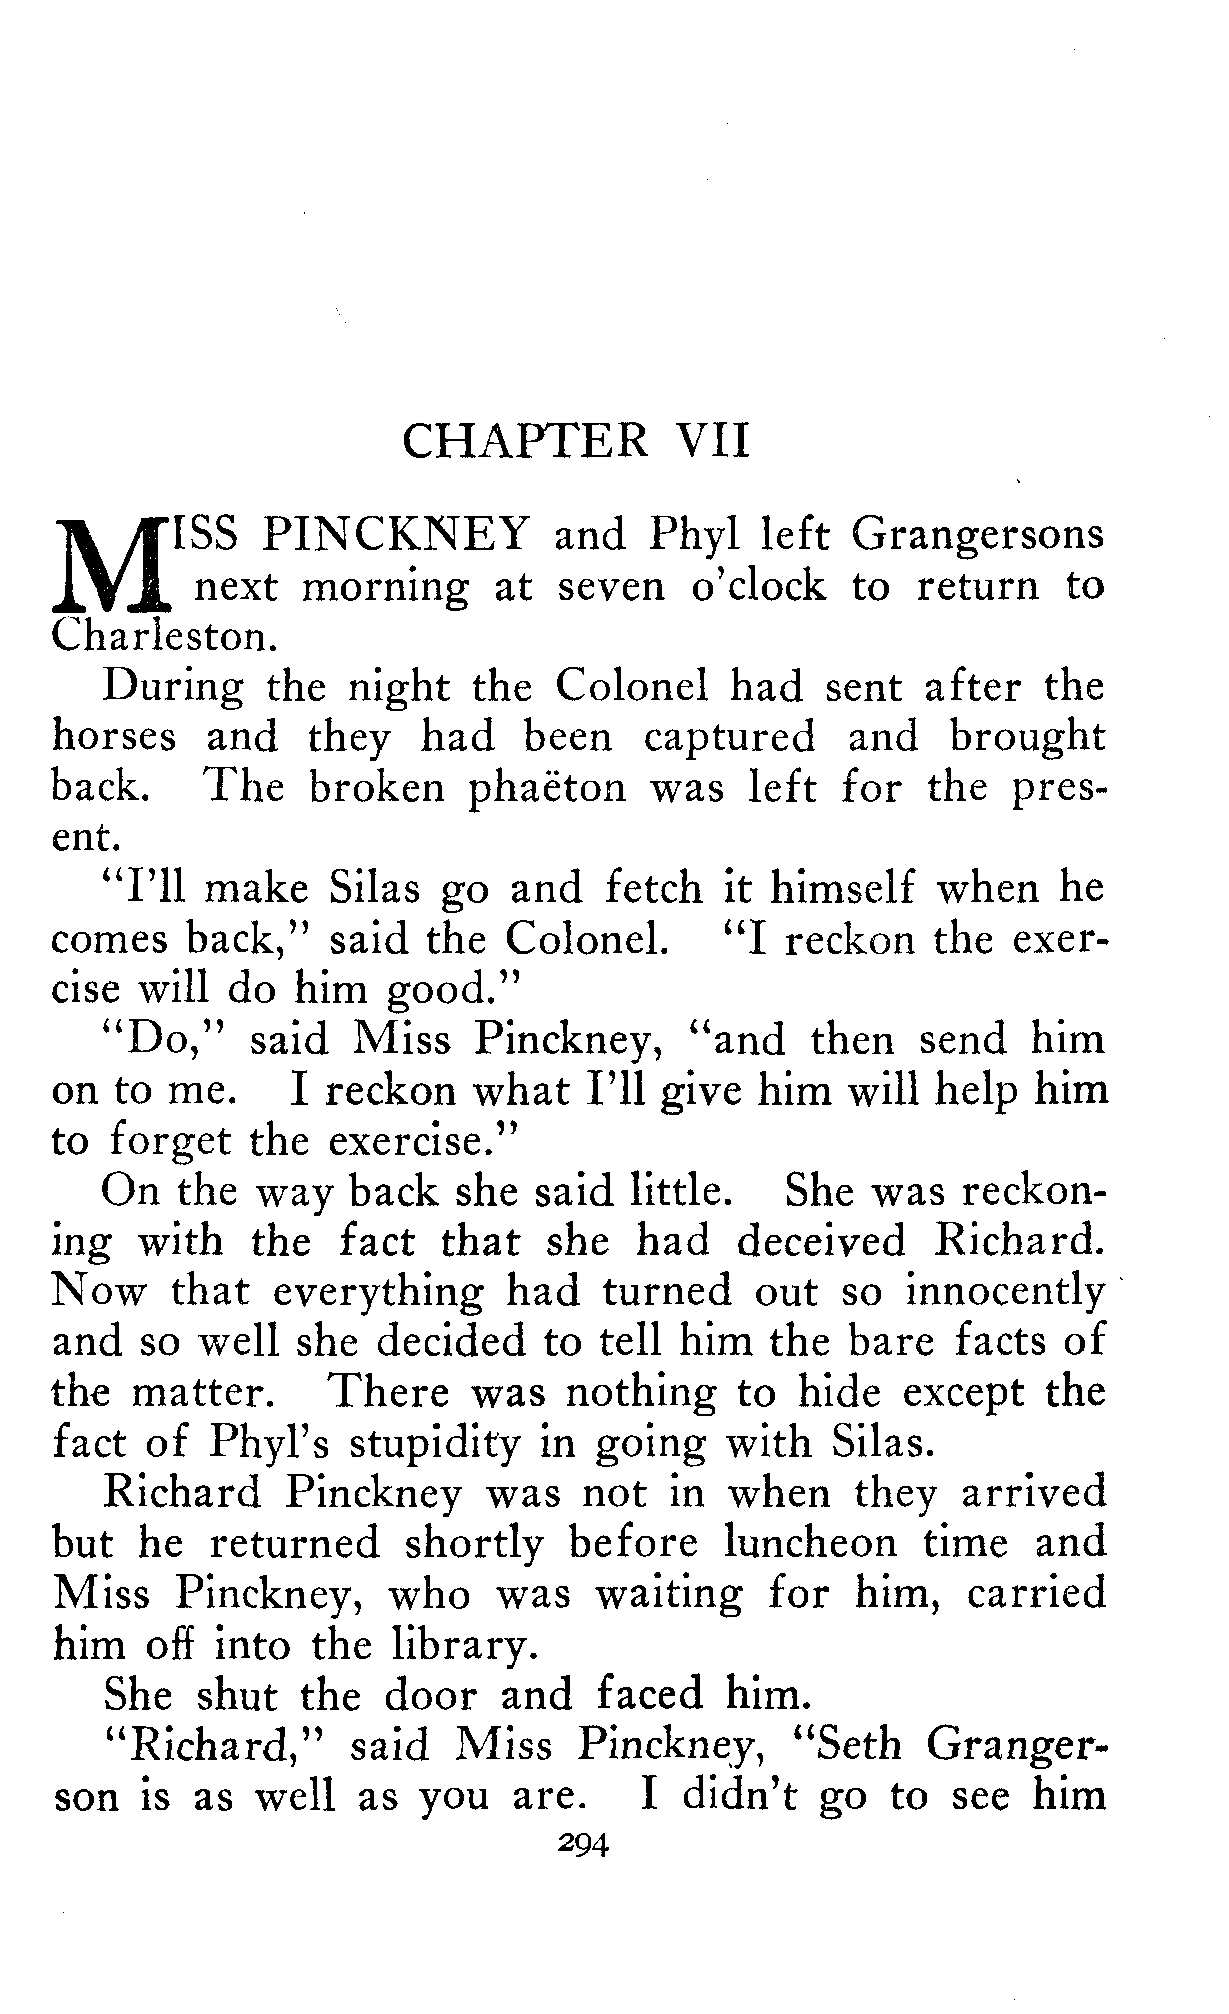 CHAPTER VII
MISS PINCKNEY and Phyl left Grangersons
next morning at seven o'clock to return to
Charleston.
During the night the Colonel had sent after the
horses and they had been captured and brought
back. The broken phaëton was left for the pres-
ent.
"I'll make Silas go and fetch it himself when he
comes back," said the Colonel. "I reckon the exer-
cise will do him good."
"Do," said Miss Pinckney, "and then send him
on to me. I reckon what I'll give him will help him
to forget the exercise."
On the way back she said little. She was reckon-
ing with the fact that she had deceived Richard.
Now that everything had turned out so innocently
and so well she decided to tell him the bare facts of
the matter. There was nothing to hide except the
fact of Phyl's stupidity in going with Silas.
Richard Pinckney was not in when they arrived
but he returned shortly before luncheon time and
Miss Pinckney, who was waiting for him, carried
him off into the library.
She shut the door and faced him.
"Richard," said Miss Pinckney, "Seth Granger-
son is as well as you are. I didn't go to see him
294